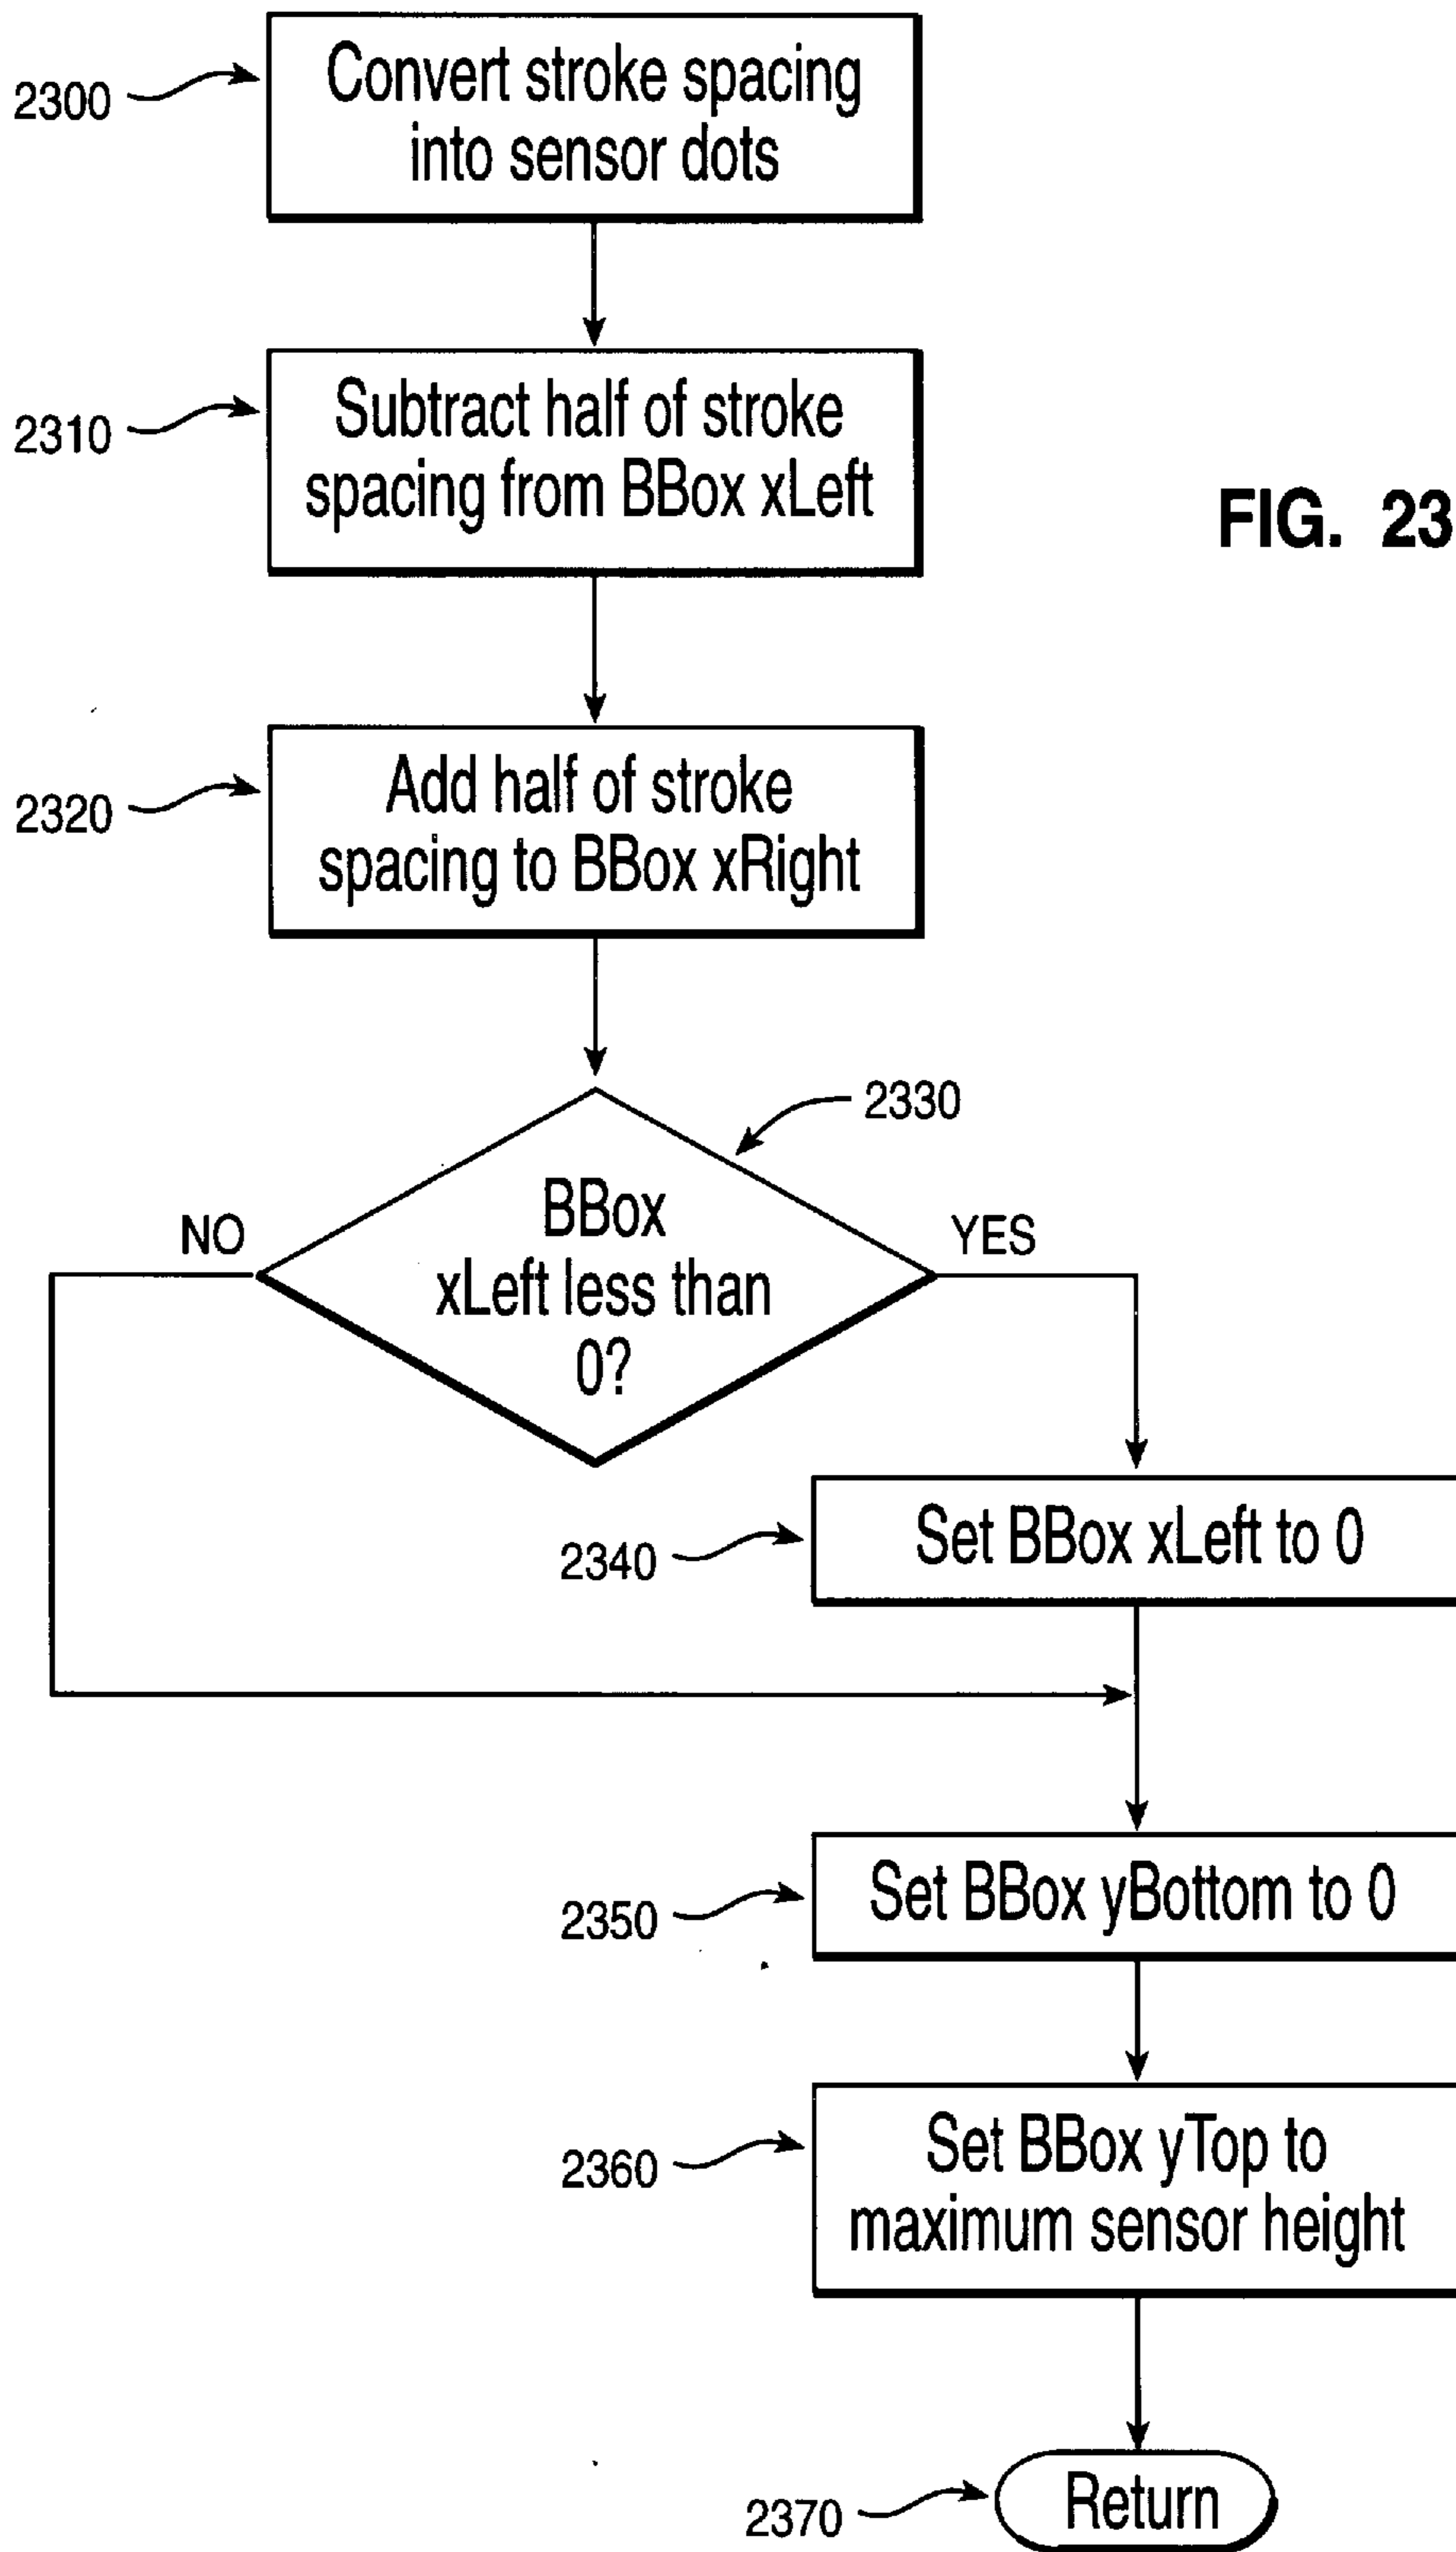 2300
Convert stroke spacing
into sensor dots
2310
Subtract half of stroke
spacing from BBox xLeft
FIG. 23
2320
Add half of stroke
spacing to BBox xRight
2330
NO
YES
BBox
xLeft less than
0?
2340
Set BBox xLeft to 0
2350
Set BBox yBottom to 0
2360
Set BBox yTop to
maximum sensor height
2370
Return